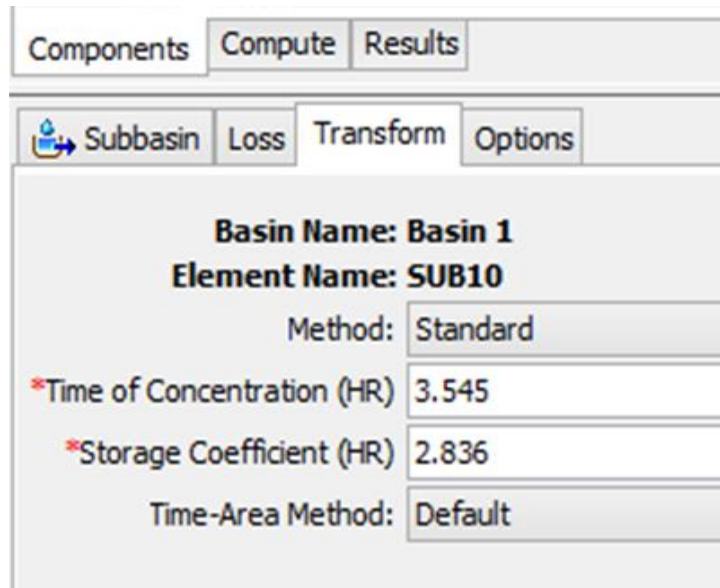 Components Compute Results
Subbasin Loss Transform Options
Basin Name: Basin 1
Element Name: SUB10
Method: Standard
*Time of Concentration (HR) 3.545
*Storage Coefficient (HR) 2.836
Time-Area Method: Default